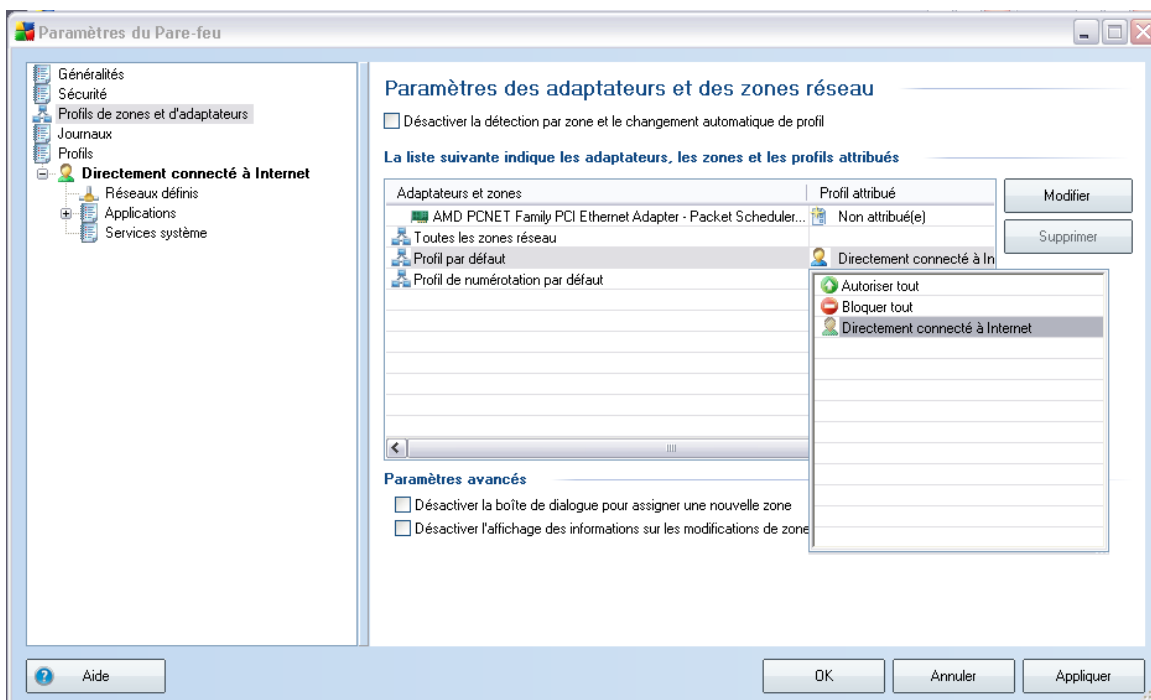 Paramètres du Pare-feu
Généralités
Sécurité
Profils de zones et d'adaptateurs
Journaux
Profils
Directement connecté à Internet
Réseaux définis
Applications
Services système
Paramètres des adaptateurs et des zones réseau
Désactiver la détection par zone et le changement automatique de profil
La liste suivante indique les adaptateurs, les zones et les profils attribués
Adaptateurs et zones Profil attribué
AMD PCNET Family PCI Ethernet Adapter - Packet Scheduler... Non attribué(e)
Toutes les zones réseau
Profil par défaut Directement connecté à In
Profil de numérotation par défaut
Modifier
Supprimer
Autoriser tout
Bloquer tout
Directement connecté à Internet
Paramètres avancés
Désactiver la boîte de dialogue pour assigner une nouvelle zone
Désactiver l'affichage des informations sur les modifications de zone
Aide
OK
Annuler
Appliquer